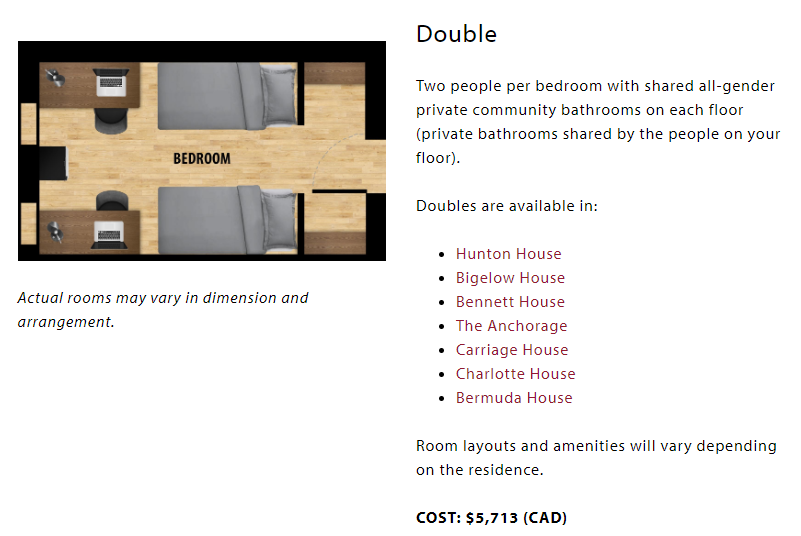 Double
BEDROOM
Actual rooms may vary in dimension and
arrangement.
Two people per bedroom with shared all-gender
private community bathrooms on each floor
(private bathrooms shared by the people on your
floor).
Doubles are available in:
Hunton House
Bigelow House
Bennett House
The Anchorage
Carriage House
Charlotte House
Bermuda House
Room layouts and amenities will vary depending
on the residence.
COST: $5,713 (CAD)